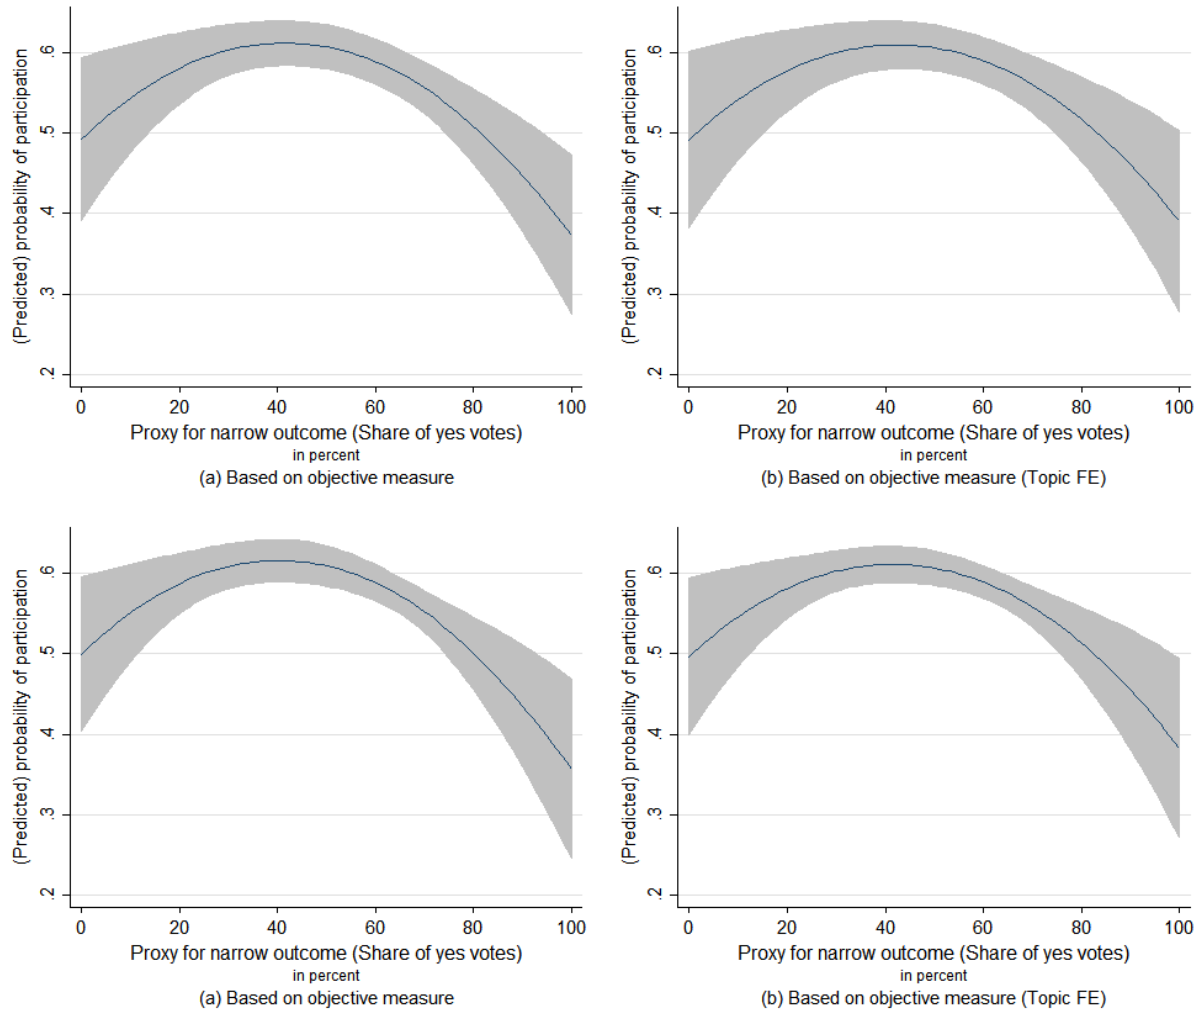 (Predicted) probability of participation
.6
.5
.4
.3
.2
0 20 40 60 80 100
Proxy for narrow outcome (Share of yes votes)
in percent
(a) Based on objective measure
(Predicted) probability of participation
.6
.5
.4
.3
.2
0 20 40 60 80 100
Proxy for narrow outcome (Share of yes votes)
in percent
(b) Based on objective measure (Topic FE)
(Predicted) probability of participation
.6
.5
.4
.3
.2
0 20 40 60 80 100
Proxy for narrow outcome (Share of yes votes)
in percent
(a) Based on objective measure
(Predicted) probability of participation
.6
.5
.4
.3
.2
0 20 40 60 80 100
Proxy for narrow outcome (Share of yes votes)
in percent
(b) Based on objective measure (Topic FE)